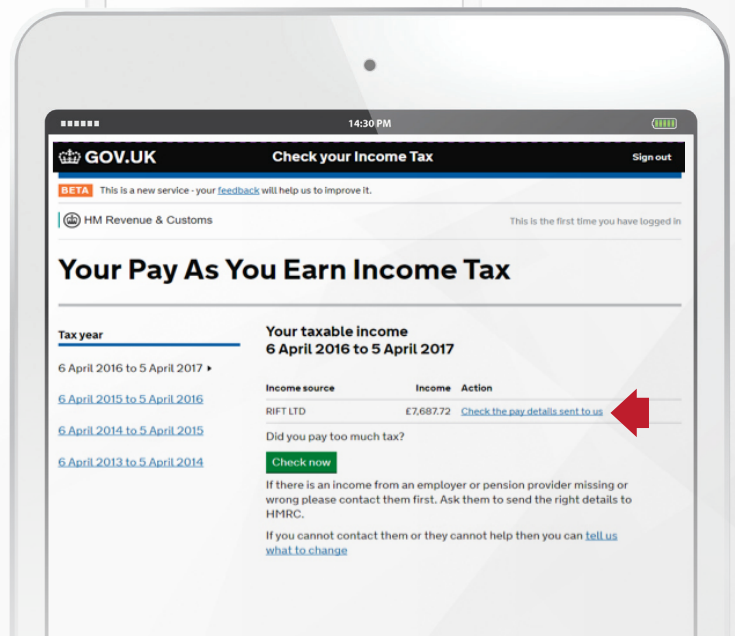 14:30 PM
GOV.UK Check your Income Tax Sign out
BETA This is a new service - your feedback will help us to improve it.
HM Revenue & Customs This is the first time you have logged in
Your Pay As You Earn Income Tax
Tax year
6 April 2016 to 5 April 2017
6 April 2015 to 5 April 2016
6 April 2014 to 5 April 2015
6 April 2013 to 5 April 2014
Your taxable income
6 April 2016 to 5 April 2017
Income source Income Action
RIFT LTD £7,687.72 Check the pay details sent to us
Did you pay too much tax?
Check now
If there is an income from an employer or pension provider missing or
wrong please contact them first. Ask them to send the right details to
HMRC.
If you cannot contact them or they cannot help then you can tell us
what to change